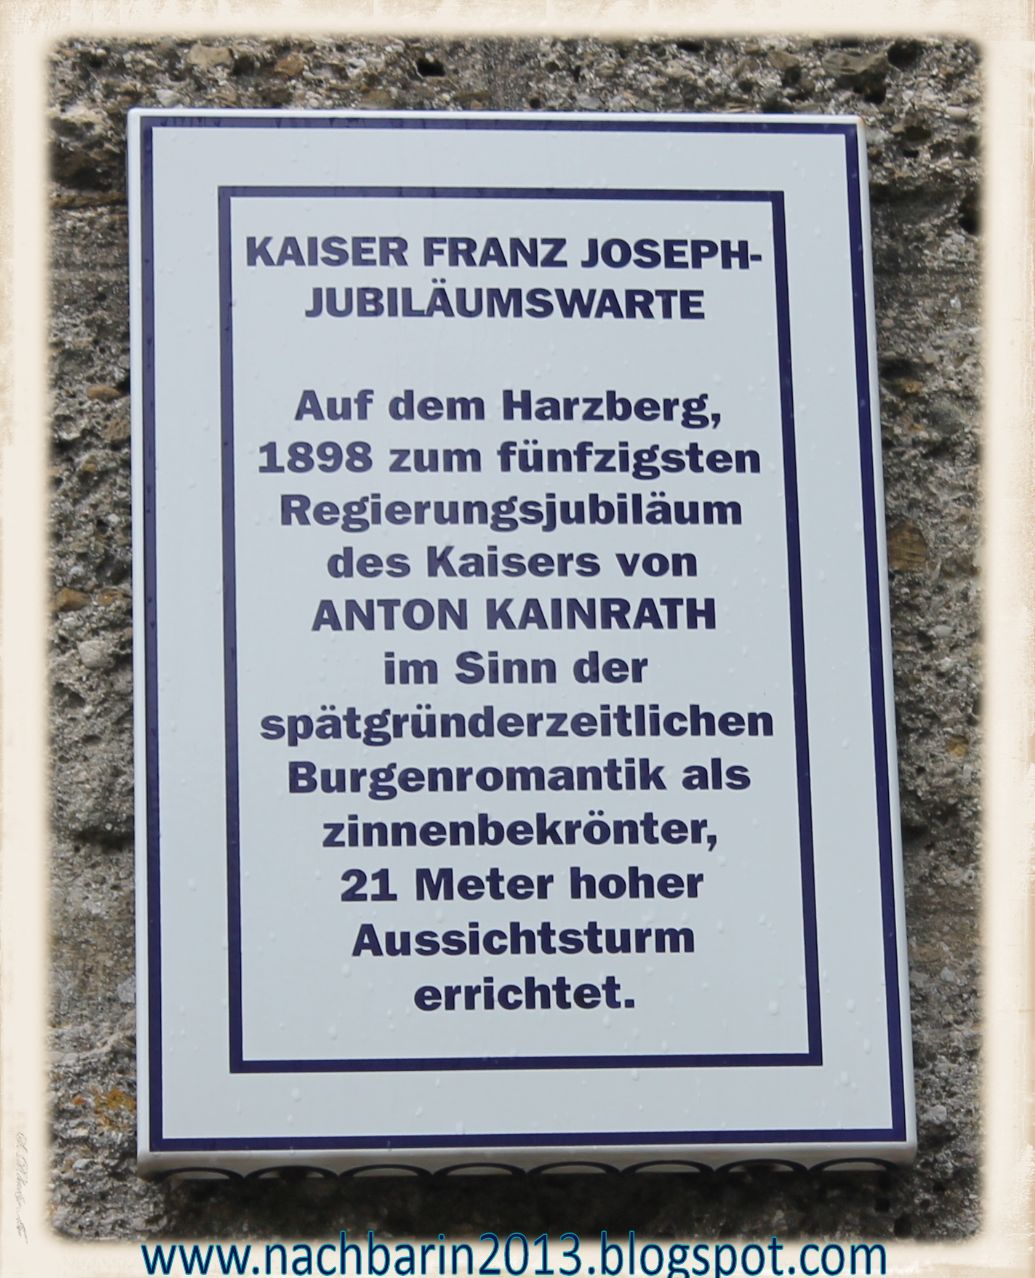 KAISER FRANZ JOSEPH-
JUBILÄUMSWARTE
Auf dem Harzberg,
1898 zum fünfzigsten
Regierungsjubiläum
des Kaisers von
ANTON KAINRATH
im Sinn der
spätgründerzeitlichen
Burgenromantik als
zinnenbekrönter,
21 Meter hoher
Aussichtsturm
errichtet.
www.nachbarin2013.blogspot.com